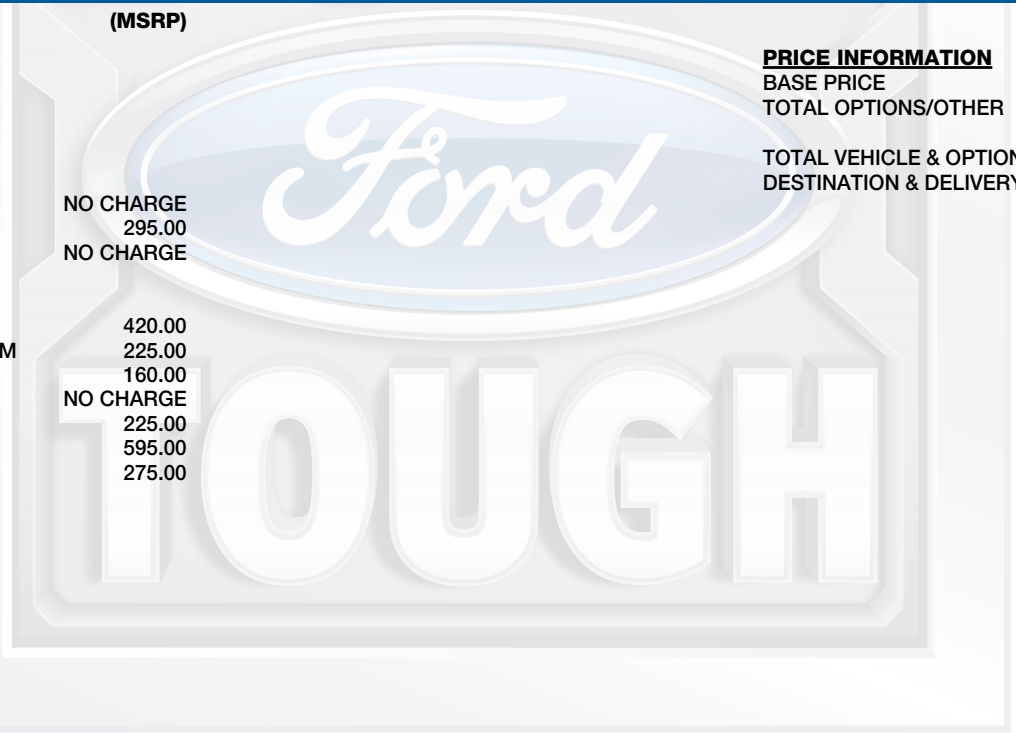 (MSRP)
NO CHARGE
295.00
NO CHARGE
420.00
M 225.00
160.00
NO CHARGE
225.00
595.00
275.00
PRICE INFORMATION
BASE PRICE
TOTAL OPTIONS/OTHER
TOTAL VEHICLE & OPTION
DESTINATION & DELIVERY
Ford
TOUGH